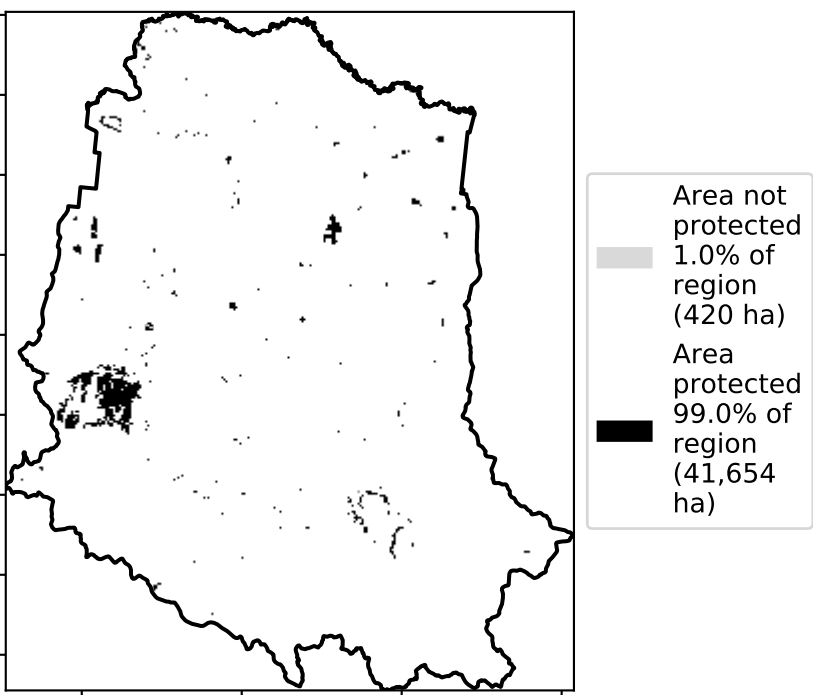 Area not
protected
1.0% of
region
(420 ha)
Area
protected
99.0% of
region
(41,654
ha)